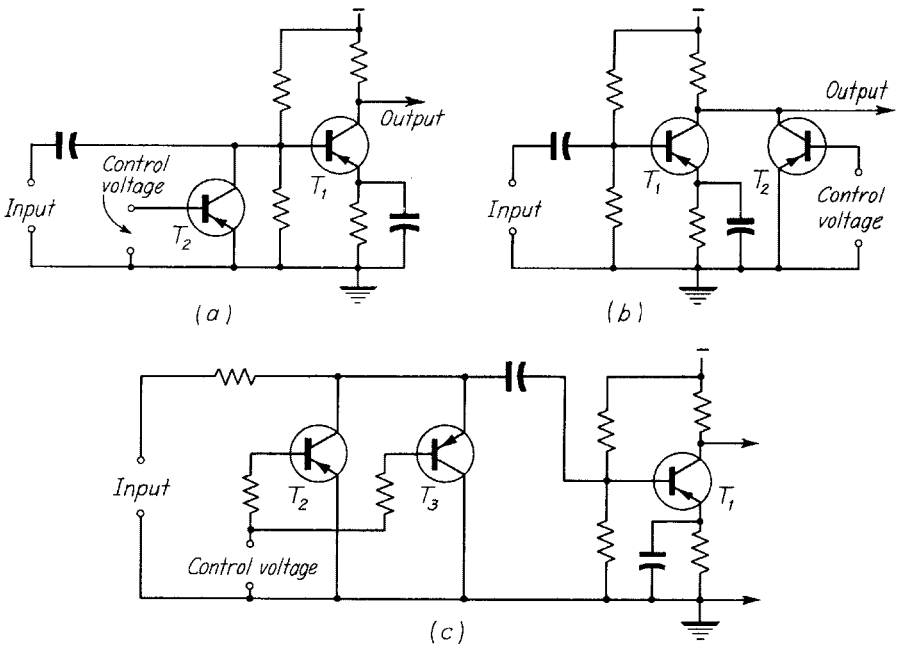 Output
Control
voltage
T1
Input
T2
(a)
Output
Input
T1
T2
Control
voltage
(b)
Input
T2
T3
T1
Control voltage
(c)